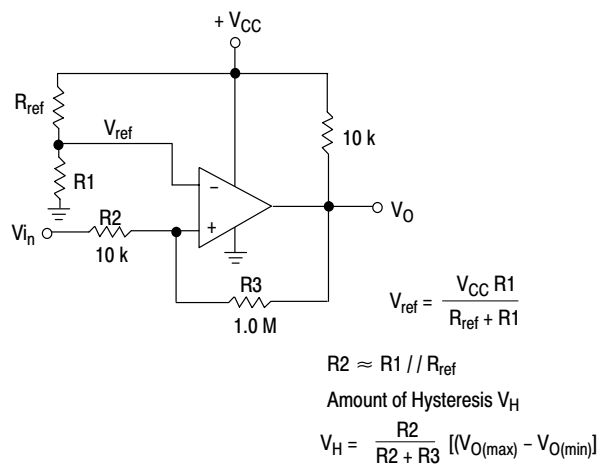 + VCC
Rref
Vref
10 k
R1
–
+
VO
Vin
R2
10 k
R3
1.0 M
Vref = VCC R1 / Rref + R1
R2 ≈ R1 / / Rref
Amount of Hysteresis VH
VH = R2 / R2 + R3 [(VO(max) – VO(min)]